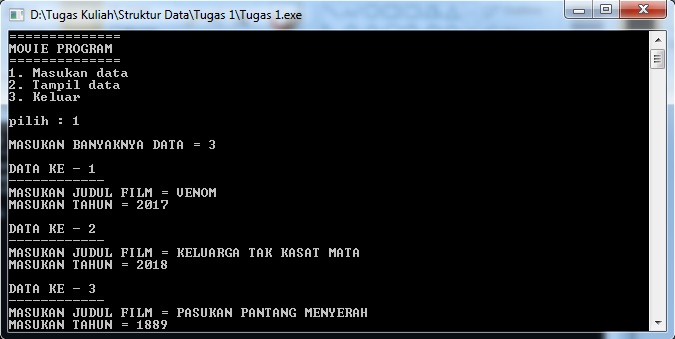 D:\Tugas Kuliah\Struktur Data\Tugas 1\Tugas 1.exe
==============
MOVIE PROGRAM
==============
1. Masukan data
2. Tampil data
3. Keluar
pilih : 1
MASUKAN BANYAKNYA DATA = 3
DATA KE - 1
------------
MASUKAN JUDUL FILM = VENOM
MASUKAN TAHUN = 2017
DATA KE - 2
------------
MASUKAN JUDUL FILM = KELUARGA TAK KASAT MATA
MASUKAN TAHUN = 2018
DATA KE - 3
------------
MASUKAN JUDUL FILM = PASUKAN PANTANG MENYERAH
MASUKAN TAHUN = 1889